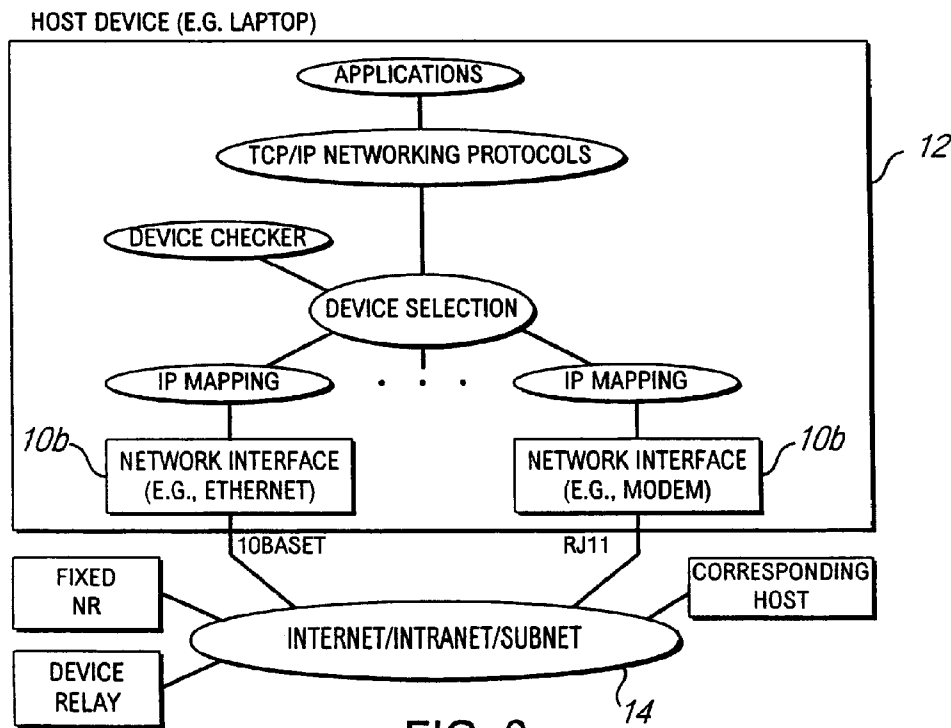 HOST DEVICE (E.G. LAPTOP)
APPLICATIONS
TCP/IP NETWORKING PROTOCOLS
12
DEVICE CHECKER
DEVICE SELECTION
IP MAPPING
. . .
IP MAPPING
10b
NETWORK INTERFACE
(E.G., ETHERNET)
NETWORK INTERFACE
(E.G., MODEM)
10b
10BASET
RJ11
FIXED
NR
CORRESPONDING
HOST
INTERNET/INTRANET/SUBNET
DEVICE
RELAY
14